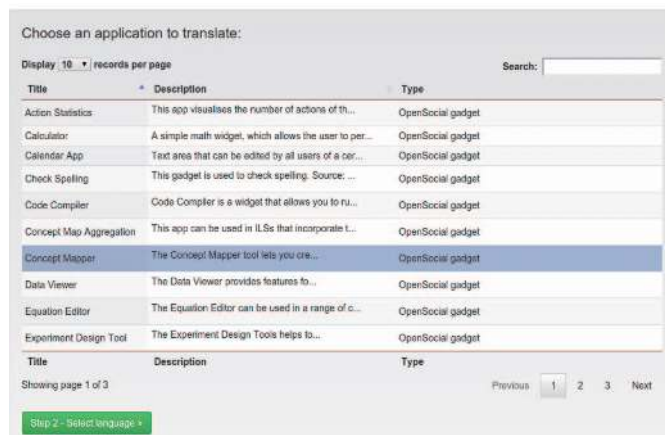 Choose an application to translate:
Display 10 records per page Search:
Title Description Type
Action Statistics This app visualises the number of actions of th... OpenSocial gadget
Calculator A simple math widget, which allows the user to per... OpenSocial gadget
Calendar App Text area that can be edited by all users of a cer... OpenSocial gadget
Check Spelling This gadget is used to check spelling. Source: ... OpenSocial gadget
Code Compiler Code Compiler is a widget that allows you to ru... OpenSocial gadget
Concept Map Aggregation This app can be used in ILSs that incorporate t... OpenSocial gadget
Concept Mapper The Concept Mapper tool lets you cre... OpenSocial gadget
Data Viewer The Data Viewer provides features fo... OpenSocial gadget
Equation Editor The Equation Editor can be used in a range of c... OpenSocial gadget
Experiment Design Tool The Experiment Design Tools helps to... OpenSocial gadget
Title Description Type
Showing page 1 of 3 Previous 1 2 3 Next
Step 2 - Select language »